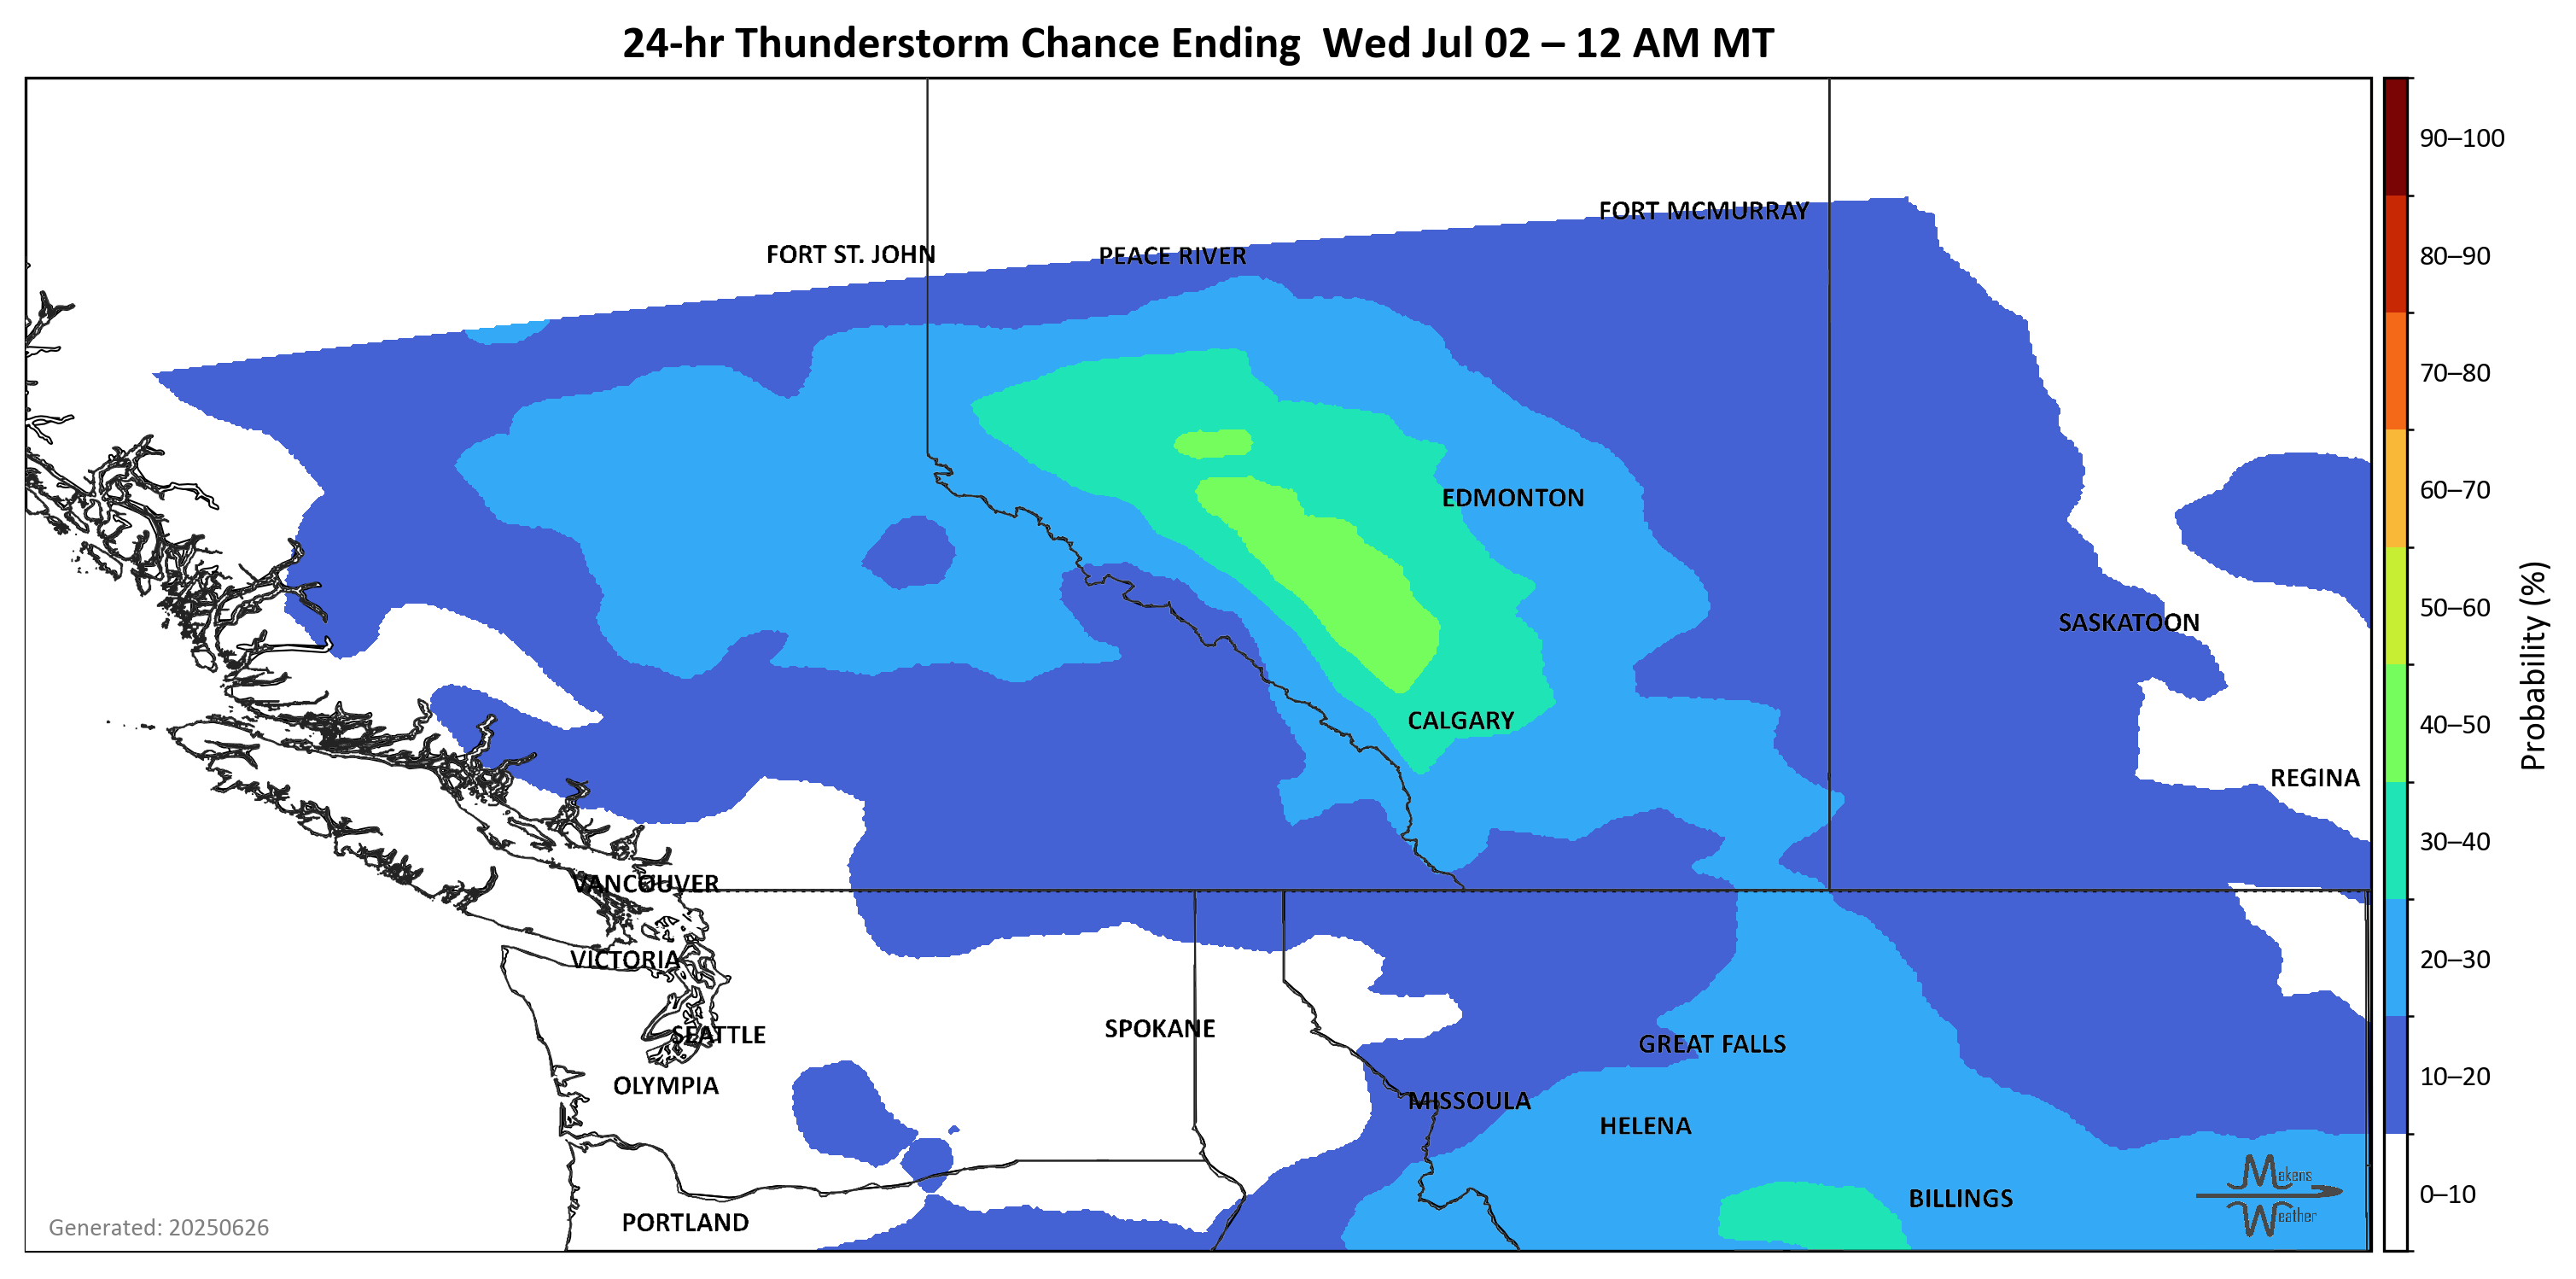 24-hr Thunderstorm Chance Ending  Wed Jul 02 – 12 AM MT
90–100
FORT MCMURRAY
FORT ST. JOHN
PEACE RIVER
80–90
70–80
60–70
EDMONTON
50–60
SASKATOON
Probability (%)
CALGARY
40–50
REGINA
30–40
VANCOUVER
VICTORIA
20–30
SPOKANE
SEATTLE
GREAT FALLS
10–20
OLYMPIA
MISSOULA
HELENA
Makens
Weather
0–10
BILLINGS
PORTLAND
Generated: 20250626